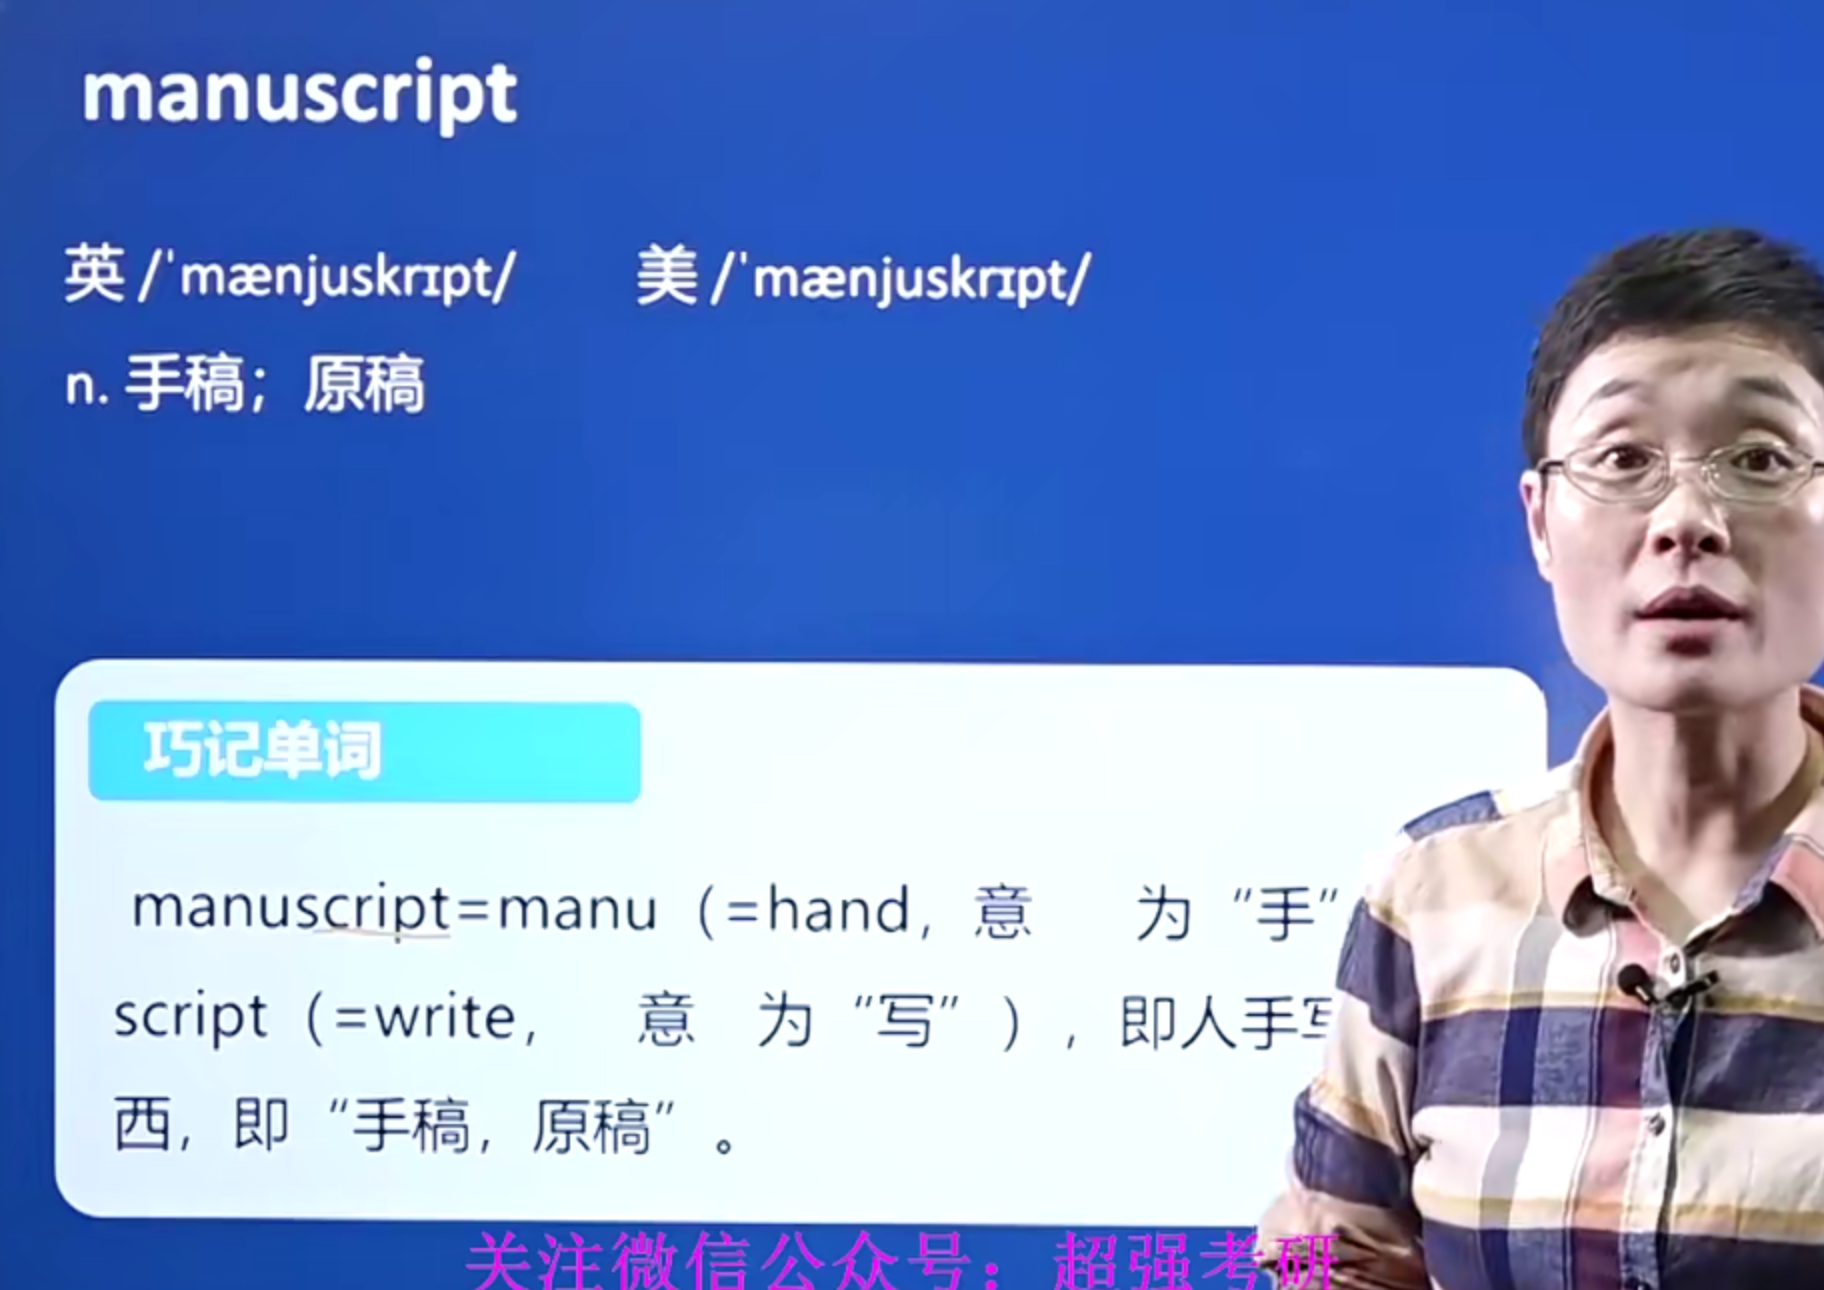 manuscript
英 /ˈmænjuskrɪpt/ 美 /ˈmænjuskrɪpt/
n. 手稿；原稿
巧记单词
manuscript=manu（=hand，意 为“手”
script（=write， 意 为“写”），即人手
西，即“手稿，原稿”。
关注微信公众号：超强考研